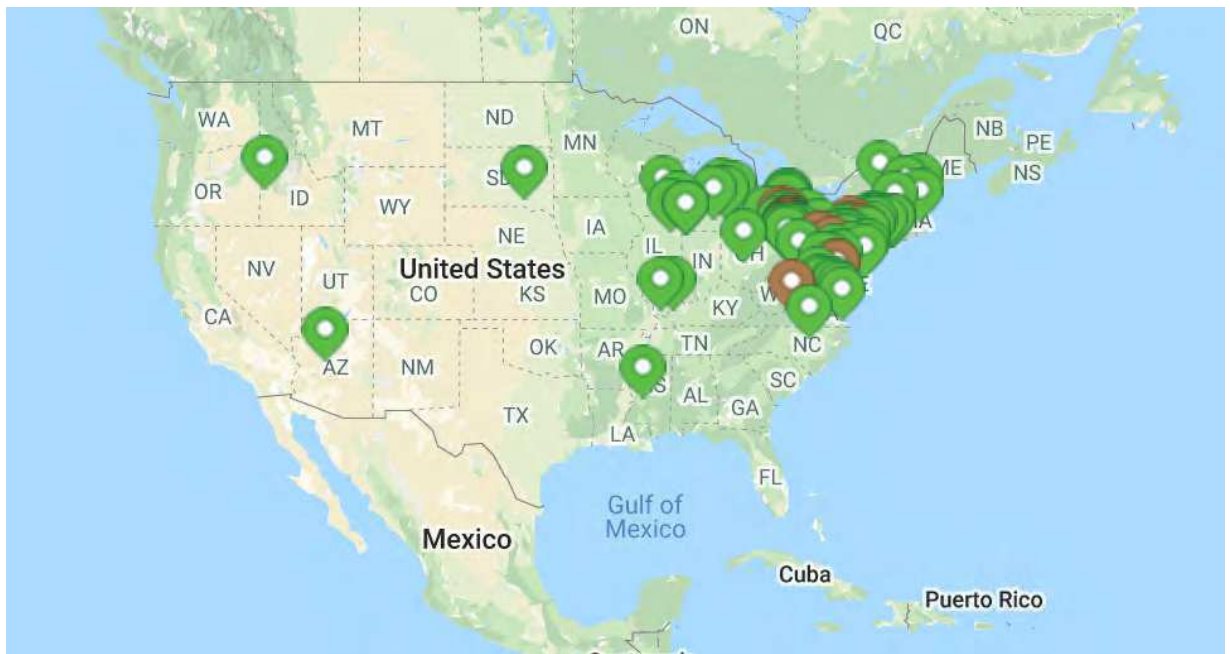 ON
QC
WA
MT
ND
MN
NB
PE
ME
NS
OR
ID
WY
IA
NE
IL
IN
NV
UT
United States
CO
KS
MO
KY
CA
OK
AR
TN
NC
AZ
NM
SC
AL
GA
TX
LA
FL
Gulf of
Mexico
Mexico
Cuba
Puerto Rico